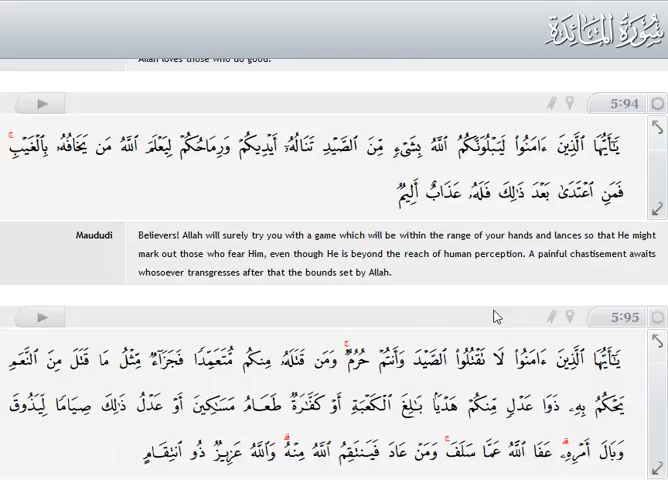 سُورَةُ المَائدَة
Allah loves those who do good.
5:94
يَـٰٓأَيُّهَا ٱلَّذِينَ ءَامَنُوا۟ لَيَبْلُوَنَّكُمُ ٱللَّهُ بِشَىْءٍ مِّنَ ٱلصَّيْدِ تَنَالُهُۥٓ أَيْدِيكُمْ وَرِمَاحُكُمْ لِيَعْلَمَ ٱللَّهُ مَن يَخَافُهُۥ بِٱلْغَيْبِ ۚ
فَمَنِ ٱعْتَدَىٰ بَعْدَ ذَٰلِكَ فَلَهُۥ عَذَابٌ أَلِيمٌ
Maududi
Believers! Allah will surely try you with a game which will be within the range of your hands and lances so that He might
mark out those who fear Him, even though He is beyond the reach of human perception. A painful chastisement awaits
whosoever transgresses after that the bounds set by Allah.
5:95
يَـٰٓأَيُّهَا ٱلَّذِينَ ءَامَنُوا۟ لَا تَقْتُلُوا۟ ٱلصَّيْدَ وَأَنتُمْ حُرُمٌ ۚ وَمَن قَتَلَهُۥ مِنكُم مُّتَعَمِّدًا فَجَزَآءٌ مِّثْلُ مَا قَتَلَ مِنَ ٱلنَّعَمِ
يَحْكُمُ بِهِۦ ذَوَا عَدْلٍ مِّنكُمْ هَدْيًۢا بَـٰلِغَ ٱلْكَعْبَةِ أَوْ كَفَّـٰرَةٌ طَعَامُ مَسَـٰكِينَ أَوْ عَدْلُ ذَٰلِكَ صِيَامًا لِّيَذُوقَ
وَبَالَ أَمْرِهِۦ ۗ عَفَا ٱللَّهُ عَمَّا سَلَفَ ۚ وَمَنْ عَادَ فَيَنتَقِمُ ٱللَّهُ مِنْهُ ۗ وَٱللَّهُ عَزِيزٌ ذُو ٱنتِقَامٍ